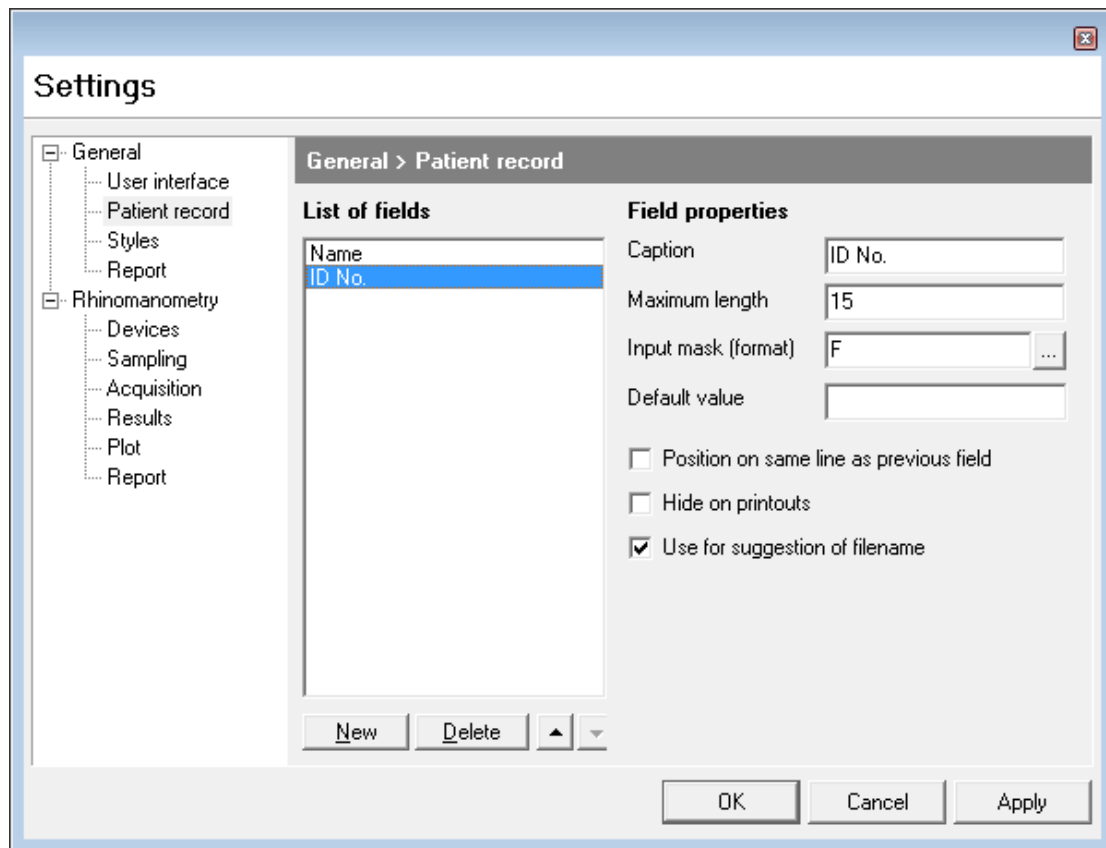 Settings
General
User interface
Patient record
Styles
Report
Rhinomanometry
Devices
Sampling
Acquisition
Results
Plot
Report
General > Patient record
List of fields
Name
ID No.
New
Delete
Field properties
Caption
ID No.
Maximum length
15
Input mask (format)
F
...
Default value
Position on same line as previous field
Hide on printouts
Use for suggestion of filename
OK
Cancel
Apply